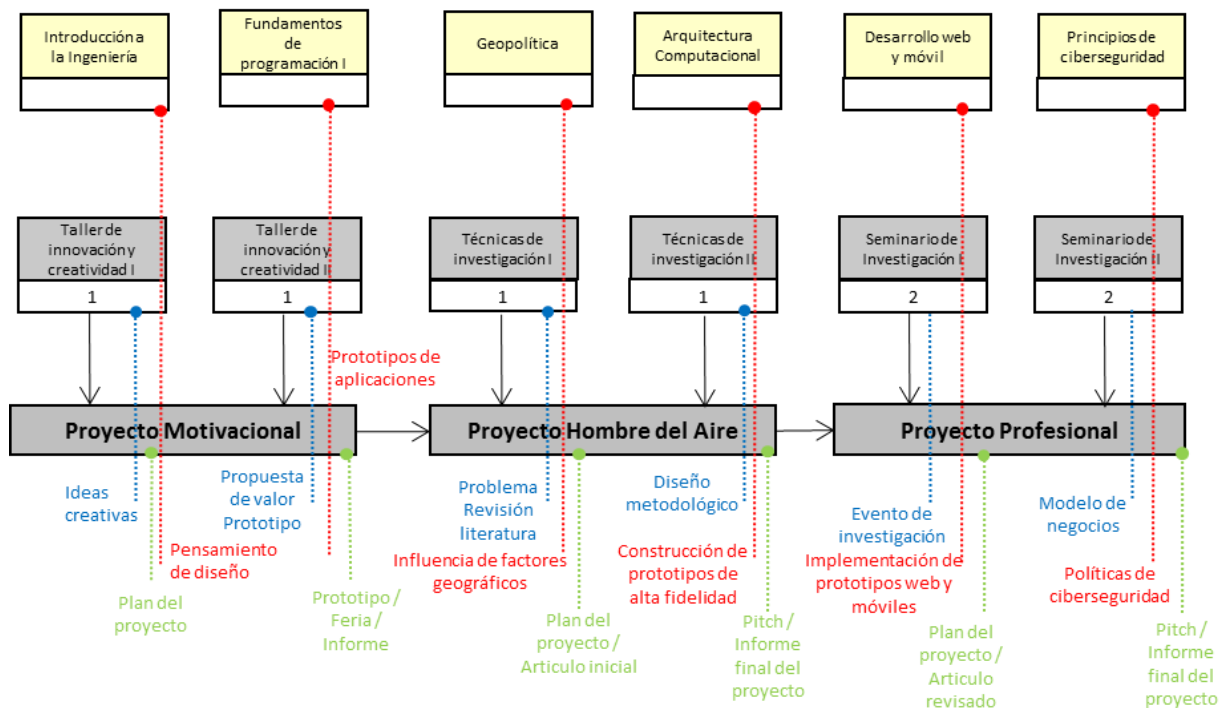 Introducción a
la Ingeniería
Fundamentos
de
programación I
Geopolítica
Arquitectura
Computacional
Desarrollo web
y móvil
Principios de
ciberseguridad
Taller de
innovación y
creatividad I
1
Taller de
innovación y
creatividad II
1
Técnicas de
investigación I
1
Técnicas de
investigación II
1
Seminario de
Investigación I
2
Seminario de
Investigación II
2
Prototipos de
aplicaciones
Proyecto Motivacional
Proyecto Hombre del Aire
Proyecto Profesional
Ideas
creativas
Propuesta
de valor
Prototipo
Problema
Revisión
literatura
Diseño
metodológico
Evento de
investigación
Modelo de
negocios
Pensamiento
de diseño
Influencia de factores
geográficos
Construcción de
prototipos de
alta fidelidad
Implementación de
prototipos web y
móviles
Políticas de
ciberseguridad
Plan del
proyecto
Prototipo /
Feria /
Informe
Plan del
proyecto /
Articulo inicial
Pitch /
Informe
final del
proyecto
Plan del
proyecto /
Articulo
revisado
Pitch /
Informe
final del
proyecto